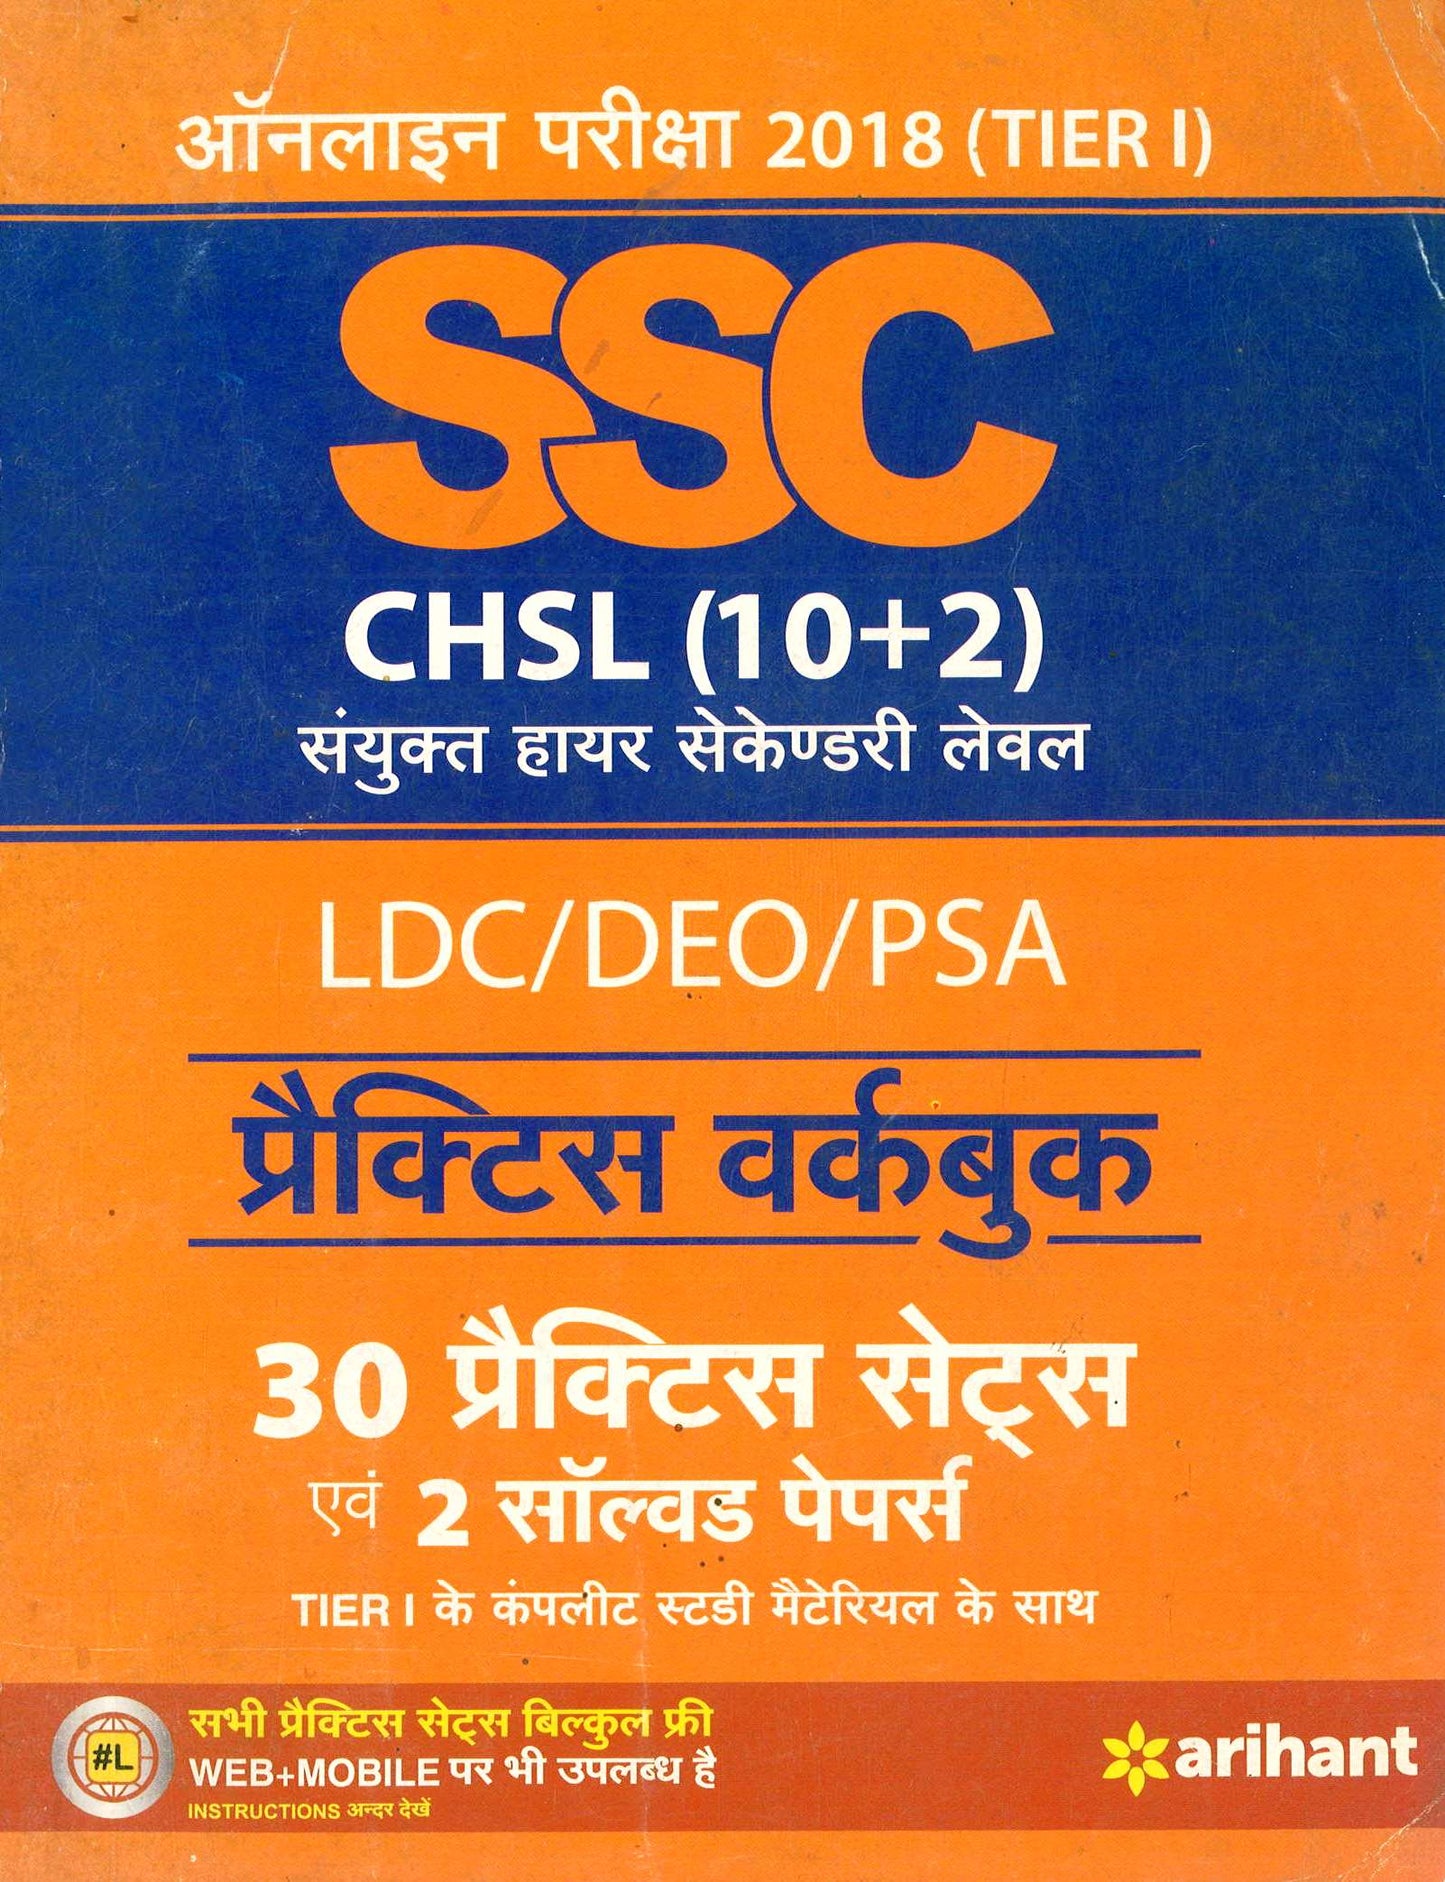 ऑनलाइन परीक्षा 2018 (TIER I)
SSC
CHSL (10+2)
संयुक्त हायर सेकेण्डरी लेवल
LDC/DEO/PSA
प्रैक्टिस वर्कबुक
30 प्रैक्टिस सेट्स
एवं 2 सॉल्वड पेपर्स
TIER I के कंपलीट स्टडी मैटेरियल के साथ
#L
सभी प्रैक्टिस सेट्स बिल्कुल फ्री
WEB+MOBILE पर भी उपलब्ध है
INSTRUCTIONS अन्दर देखें
arihant